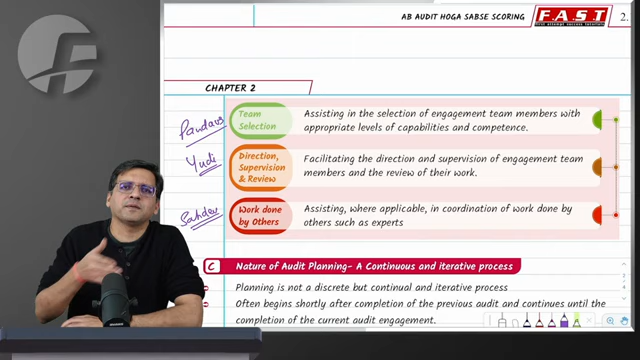 AB AUDIT HOGA SABSE SCORING
FAST
2.
CHAPTER 2
Pandavs
Team
Selection
Assisting in the selection of engagement team members with
appropriate levels of capabilities and competence.
Yudi
Direction,
Supervision
& Review
Facilitating the direction and supervision of engagement team
members and the review of their work.
Sahdev
Work done
by Others
Assisting, where applicable, in coordination of work done by
others such as experts
C Nature of Audit Planning- A Continuous and iterative process
Planning is not a discrete but continual and iterative process
Often begins shortly after completion of the previous audit and continues until the
completion of the current audit engagement.